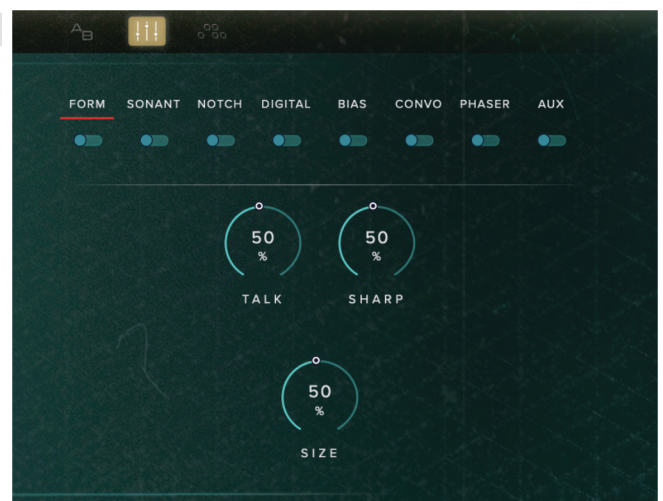 A B
FORM SONANT NOTCH DIGITAL BIAS CONVO PHASER AUX
50 50
% %
TALK SHARP
50
%
SIZE